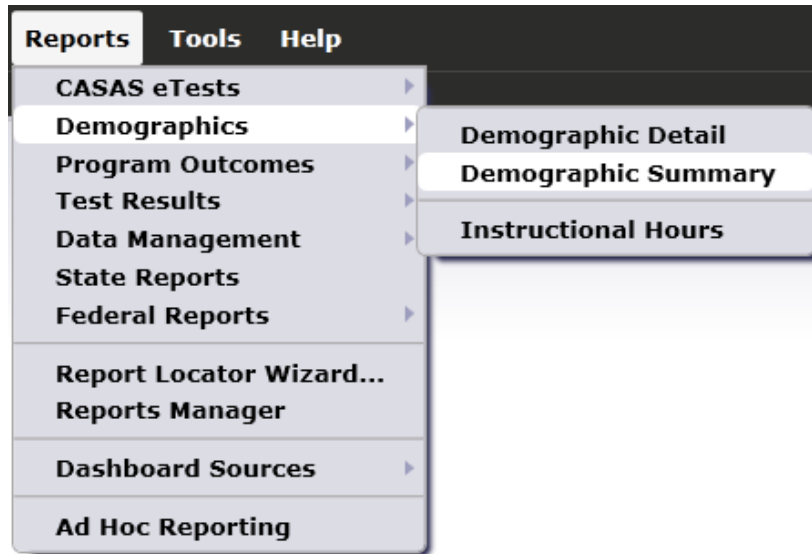 Reports Tools Help
CASAS eTests
Demographics
Program Outcomes
Test Results
Data Management
State Reports
Federal Reports
Report Locator Wizard...
Reports Manager
Dashboard Sources
Ad Hoc Reporting
Demographic Detail
Demographic Summary
Instructional Hours